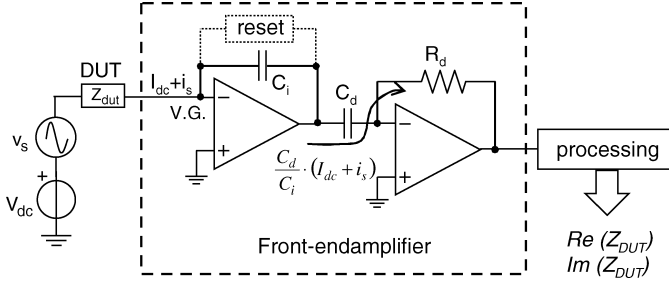 reset
DUT
Z_dut
I_dc+i_s
V.G.
C_i
C_d
R_d
−
+
−
+
v_s
+
V_dc
C_d/C_i · (I_dc + i_s)
processing
Front-endamplifier
Re (Z_DUT)
Im (Z_DUT)